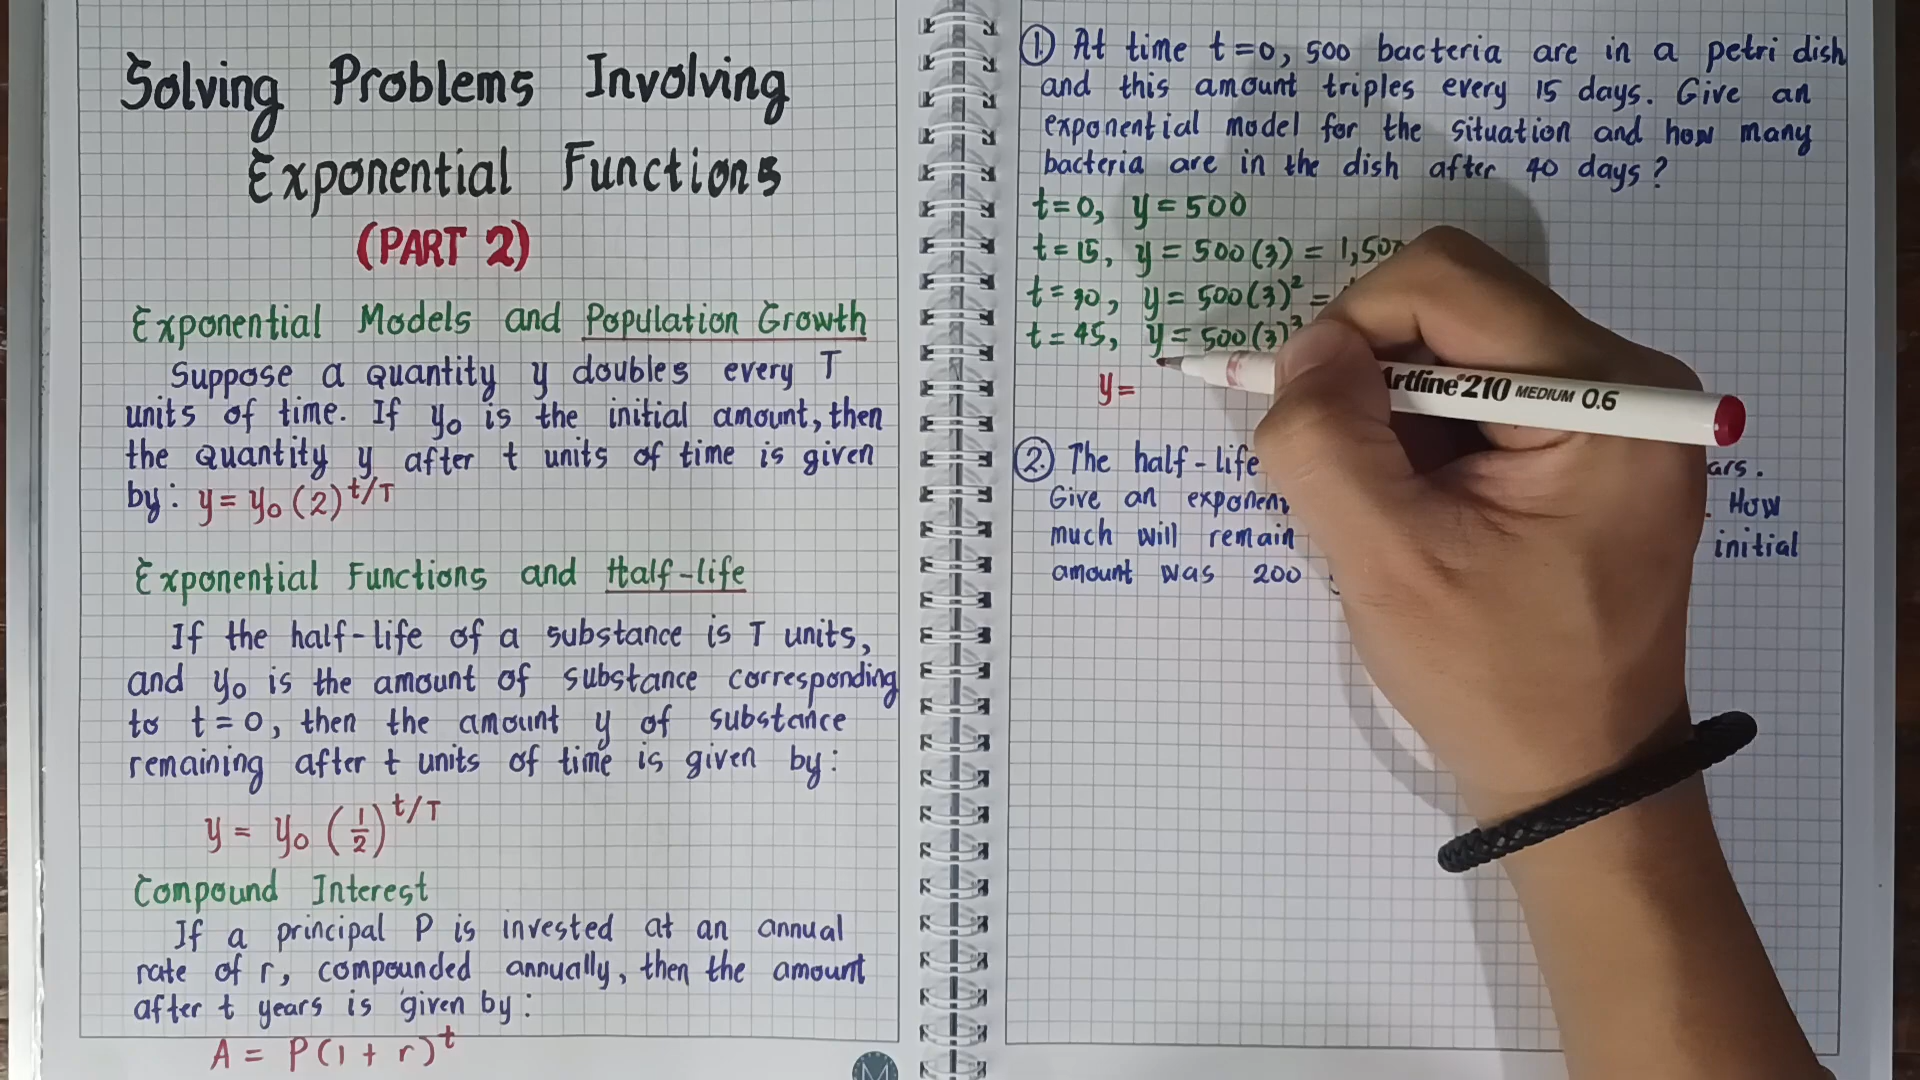 Solving Problems Involving
Exponential Functions
(PART 2)
Exponential Models and Population Growth
Suppose a quantity y doubles every T
units of time. If y₀ is the initial amount, then
the quantity y after t units of time is given
by: y = y₀ (2)^t/T
Exponential Functions and Half-life
If the half-life of a substance is T units,
and y₀ is the amount of substance corresponding
to t = 0, then the amount y of substance
remaining after t units of time is given by:
y = y₀ (1/2)^t/T
Compound Interest
If a principal P is invested at an annual
rate of r, compounded annually, then the amount
after t years is given by:
A = P(1 + r)^t
M
1. At time t=0, 500 bacteria are in a petri dish
and this amount triples every 15 days. Give an
exponential model for the situation and how many
bacteria are in the dish after 40 days?
t=0, y = 500
t = 15, y = 500(3) = 1,50
t = 30, y = 500(3)² =
t = 45, y = 500(3)³
y =
Artline 210 MEDIUM 0.6
2. The half-life ars.
Give an exponen . How
much will remain initial
amount was 200